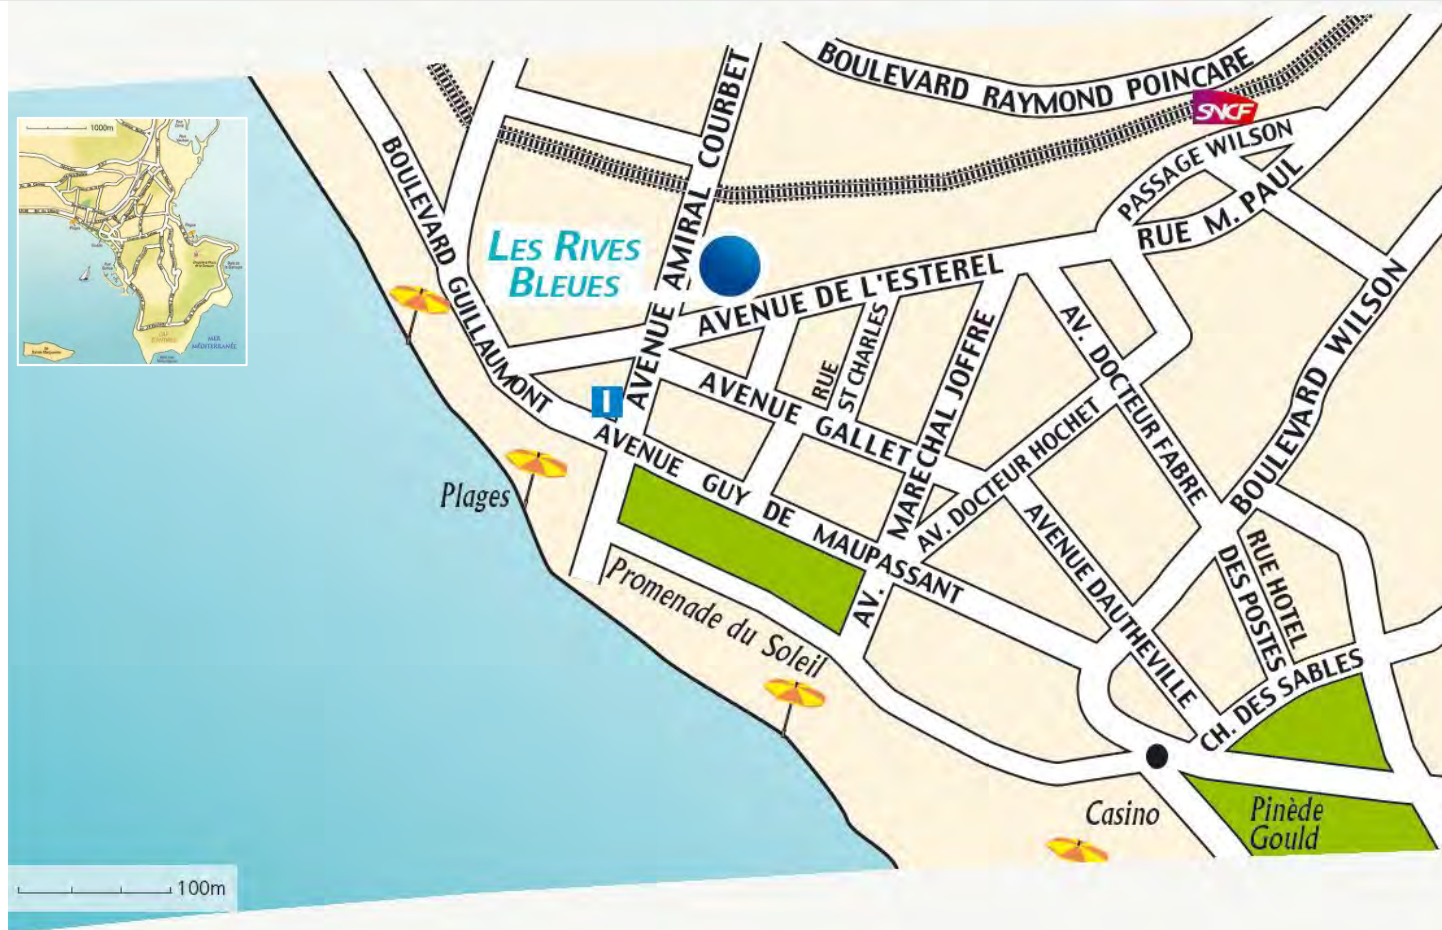 BOULEVARD RAYMOND POINCARE
SNCF
PASSAGE WILSON
RUE M. PAUL
AVENUE AMIRAL COURBET
BOULEVARD GUILLAUMONT
LES RIVES
BLEUES
AVENUE DE L'ESTEREL
BOULEVARD WILSON
AV. DOCTEUR FABRE
RUE
ST CHARLES
AV. MARECHAL JOFFRE
AVENUE GALLET
AV. DOCTEUR HOCHET
I
AVENUE GUY DE MAUPASSANT
Plages
AVENUE DAUTHEVILLE
RUE HOTEL
DES POSTES
Promenade du Soleil
CH. DES SABLES
Casino
Pinède
Gould
1000m
MER
MÉDITERRANÉE
100m